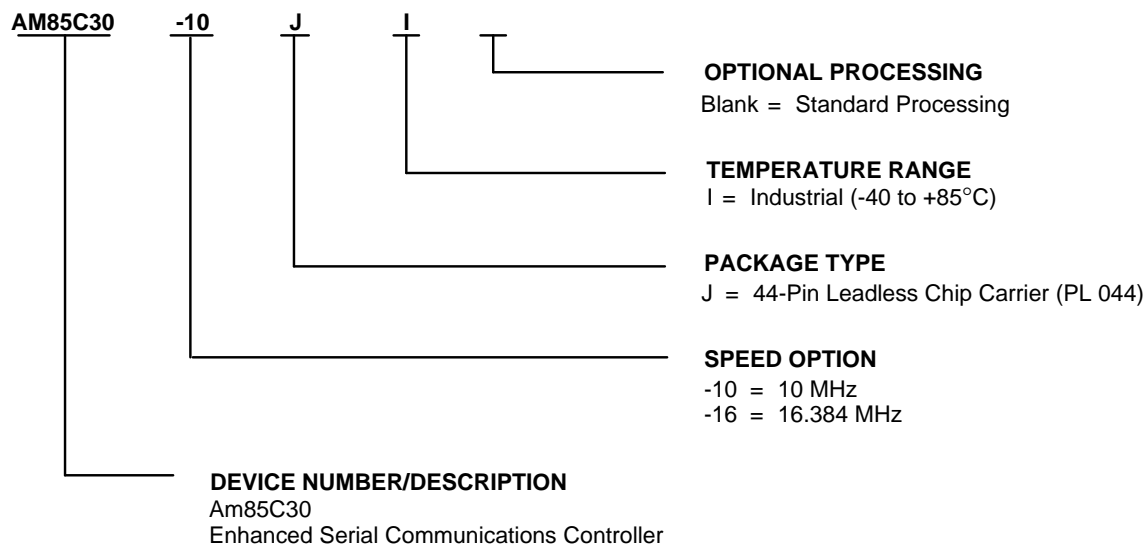 AM85C30 -10 J I
OPTIONAL PROCESSING
Blank = Standard Processing
TEMPERATURE RANGE
I = Industrial (-40 to +85°C)
PACKAGE TYPE
J = 44-Pin Leadless Chip Carrier (PL 044)
SPEED OPTION
-10 = 10 MHz
-16 = 16.384 MHz
DEVICE NUMBER/DESCRIPTION
Am85C30
Enhanced Serial Communications Controller